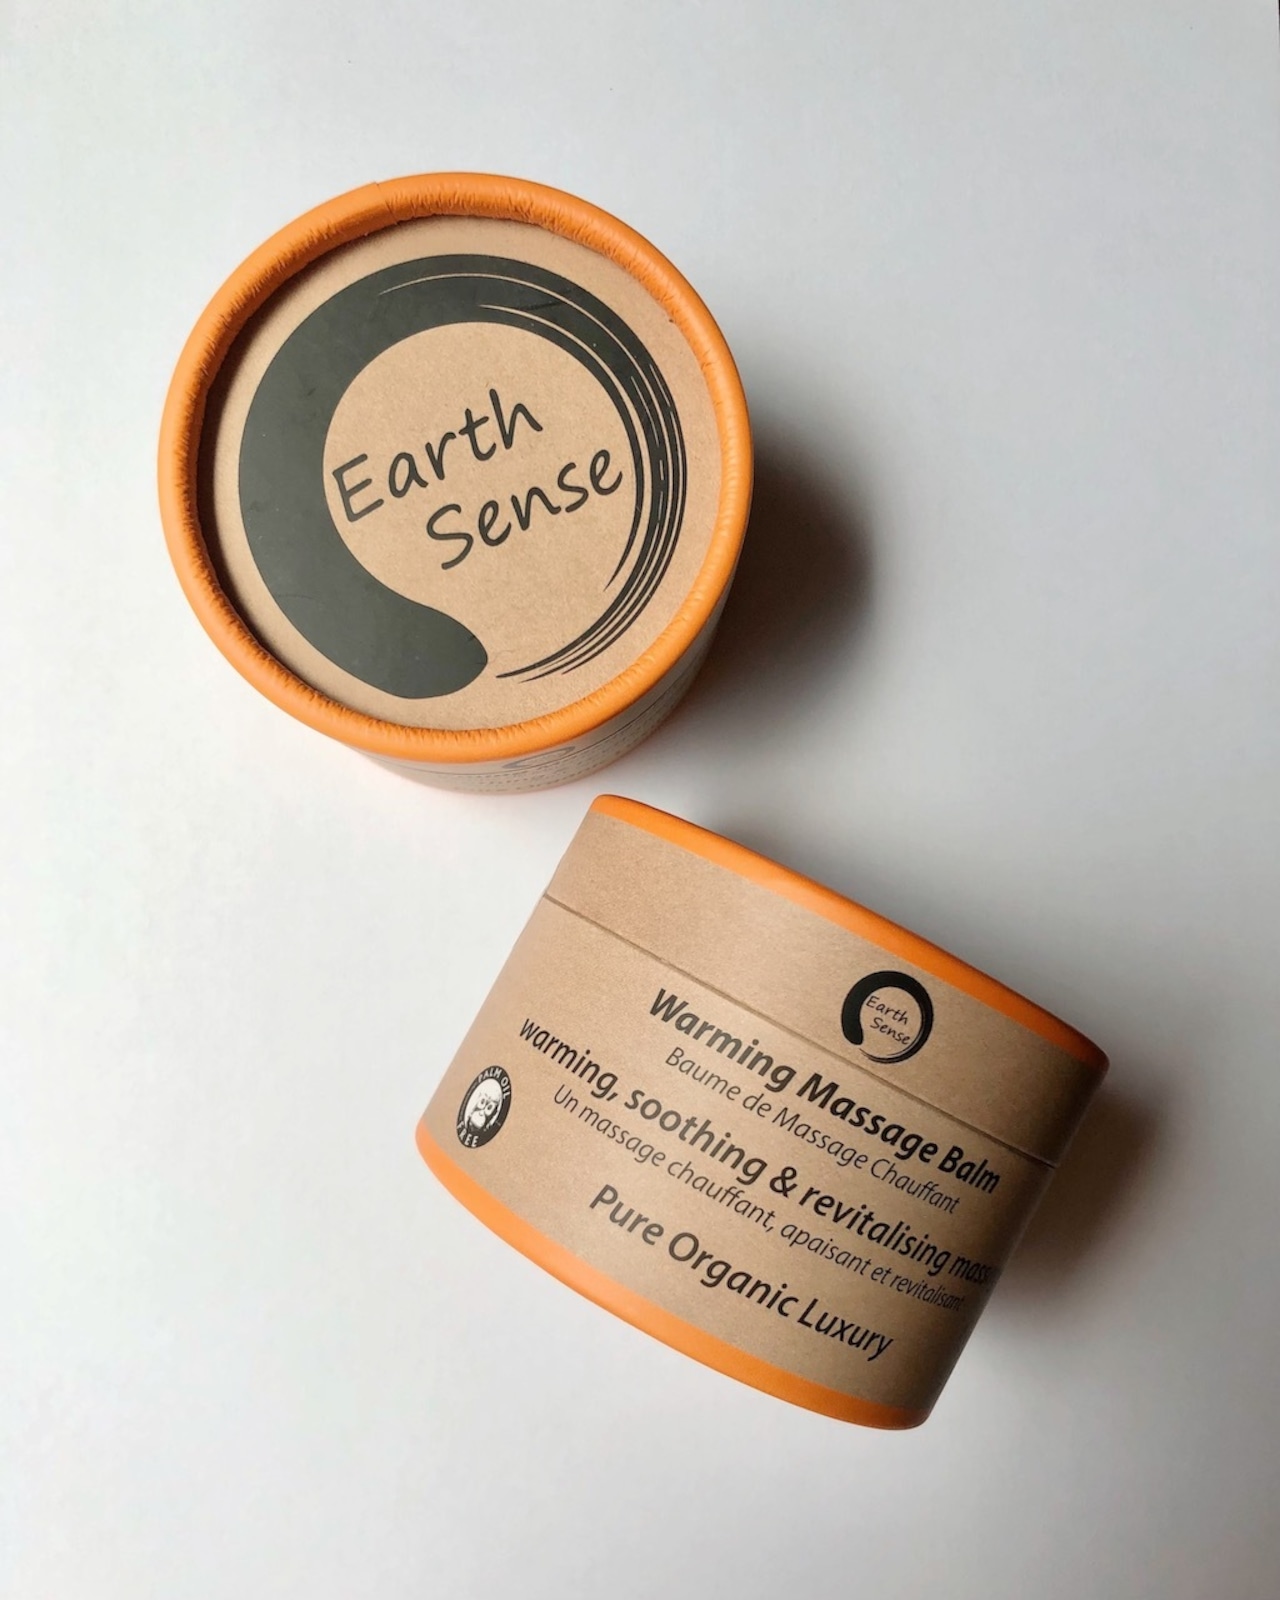 Earth
Sense
Earth
Sense
Warming Massage Balm
Baume de Massage Chauffant
warming, soothing & revitalising
Un massage chauffant, apaisant et revitalisant
Pure Organic Luxury
PALM OIL
FREE